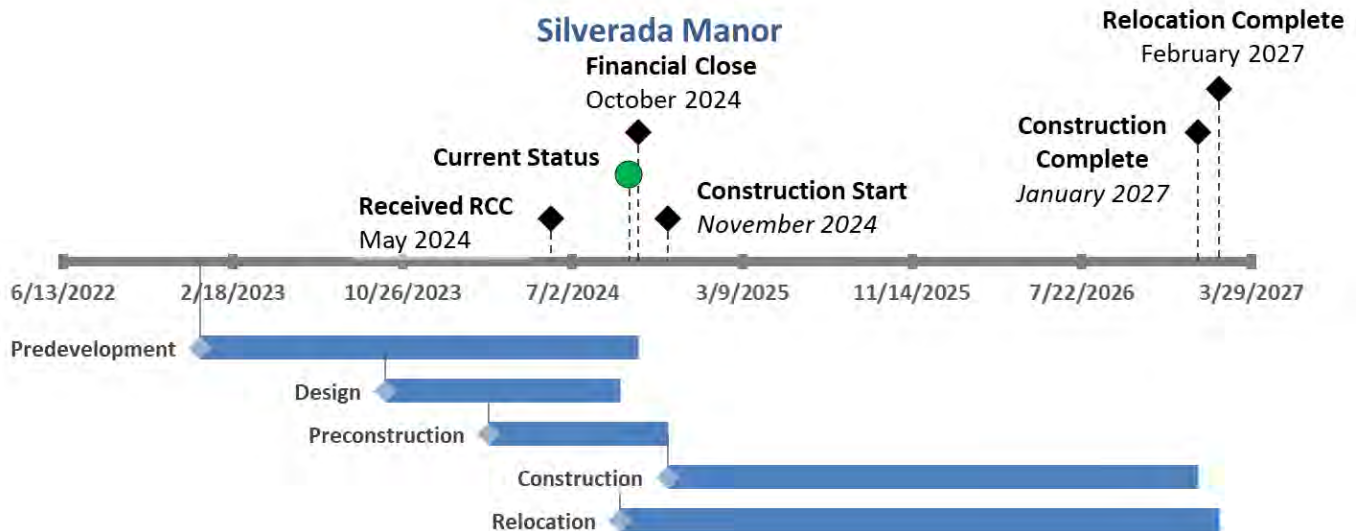 Silverada Manor
Relocation Complete
February 2027
Financial Close
October 2024
Construction
Complete
January 2027
Current Status
Construction Start
November 2024
Received RCC
May 2024
6/13/2022 2/18/2023 10/26/2023 7/2/2024 3/9/2025 11/14/2025 7/22/2026 3/29/2027
Predevelopment
Design
Preconstruction
Construction
Relocation